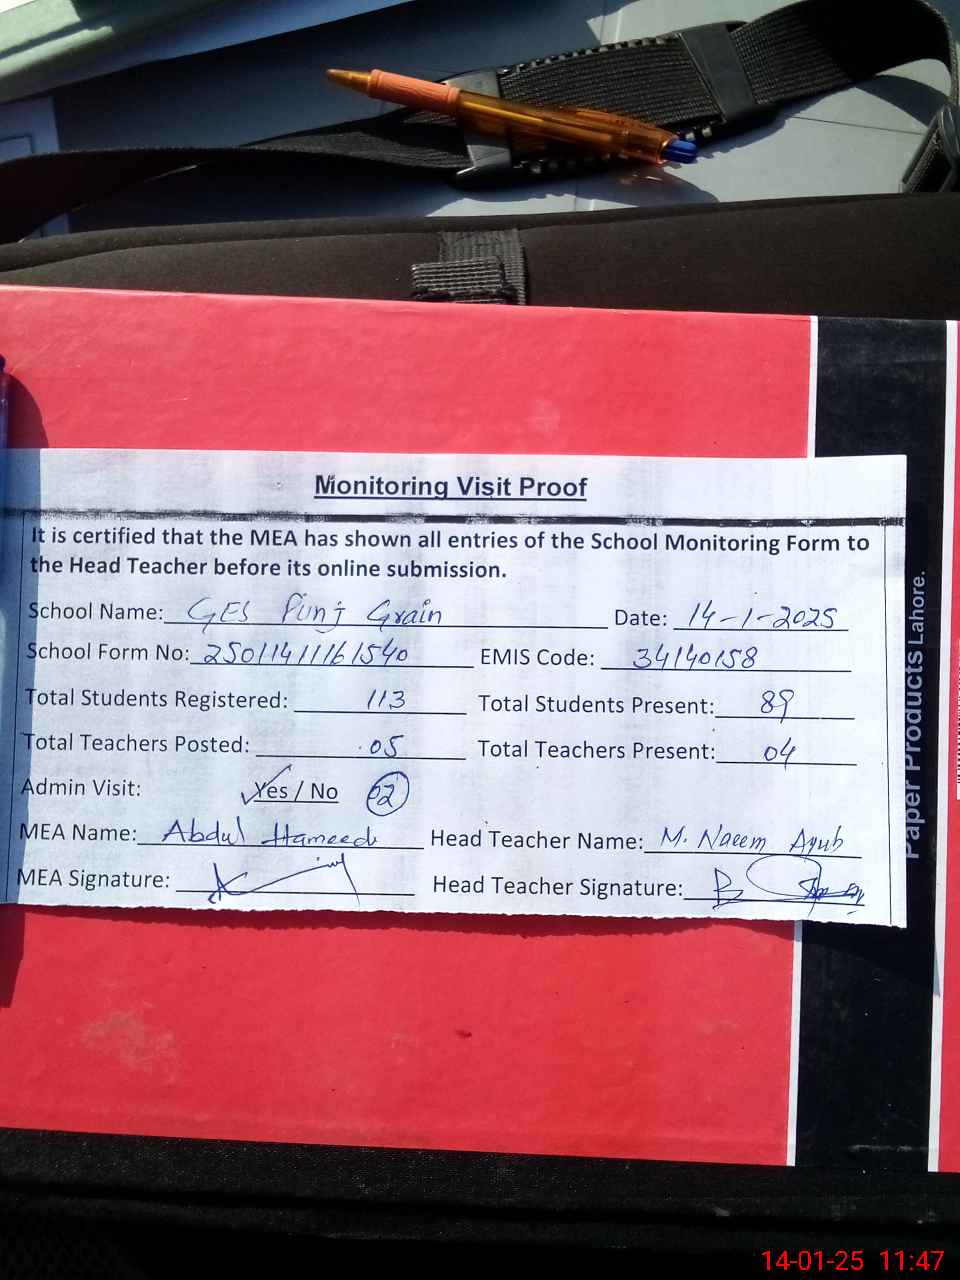 Monitoring Visit Proof
It is certified that the MEA has shown all entries of the School Monitoring Form to
the Head Teacher before its online submission.
School Name: GES Punj Grain Date: 14-1-2025
School Form No: 25011411161540 EMIS Code: 34140158
Total Students Registered: 113 Total Students Present: 89
Total Teachers Posted: 05 Total Teachers Present: 04
Admin Visit: Yes / No 02
MEA Name: Abdul Hameed Head Teacher Name: M. Naeem Ayub
MEA Signature: Head Teacher Signature:
Paper Products Lahore.
14-01-25 11:47